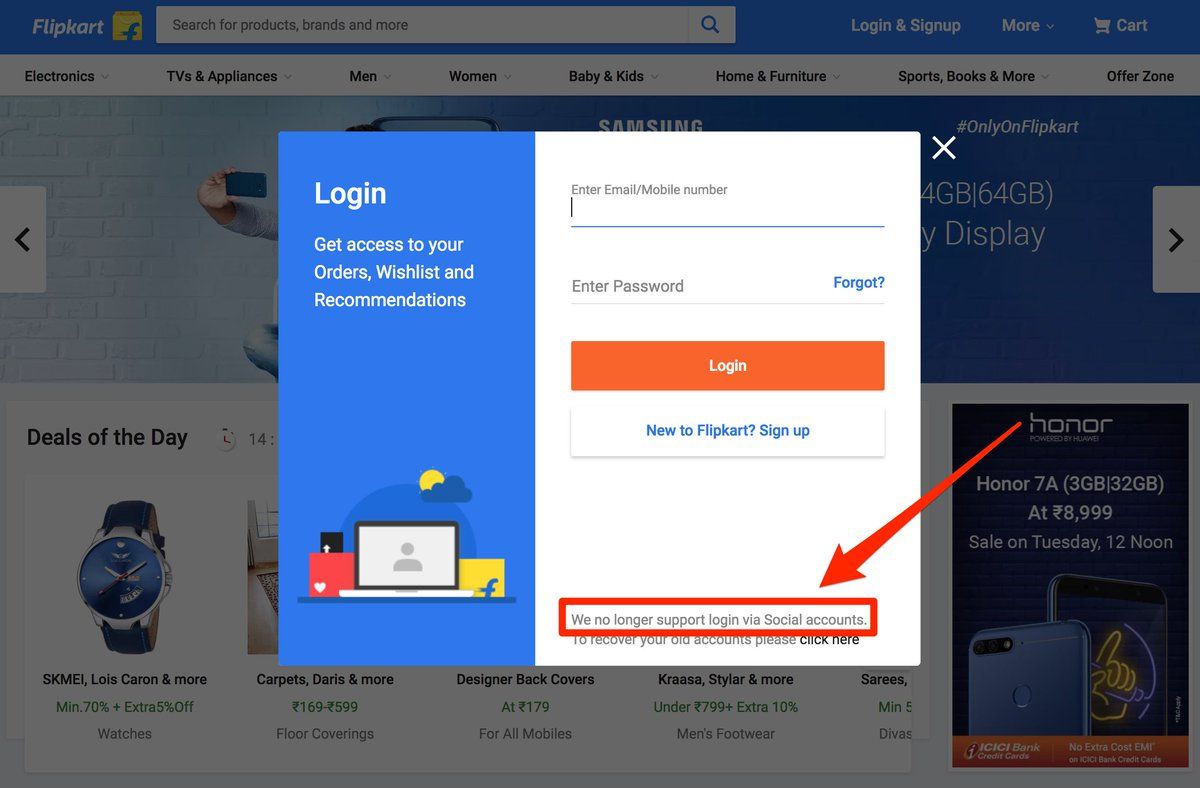 Flipkart
Search for products, brands and more
Login & Signup
More
Cart
Electronics
TVs & Appliances
Men
Women
Baby & Kids
Home & Furniture
Sports, Books & More
Offer Zone
SAMSUNG
#OnlyOnFlipkart
4GB|64GB)
y Display
Login
Get access to your
Orders, Wishlist and
Recommendations
Enter Email/Mobile number
Enter Password
Forgot?
Login
New to Flipkart? Sign up
We no longer support login via Social accounts.
To recover your old accounts please click here
Deals of the Day
14 :
SKMEI, Lois Caron & more
Min.70% + Extra5%Off
Watches
Carpets, Daris & more
₹169-₹599
Floor Coverings
Designer Back Covers
At ₹179
For All Mobiles
Kraasa, Stylar & more
Under ₹799+ Extra 10%
Men's Footwear
Sarees,
Min 5
Divas
honor
POWERED BY HUAWEI
Honor 7A (3GB|32GB)
At ₹8,999
Sale on Tuesday, 12 Noon
*T&C Apply
ICICI Bank
Credit Cards
No Extra Cost EMI*
on ICICI Bank Credit Cards